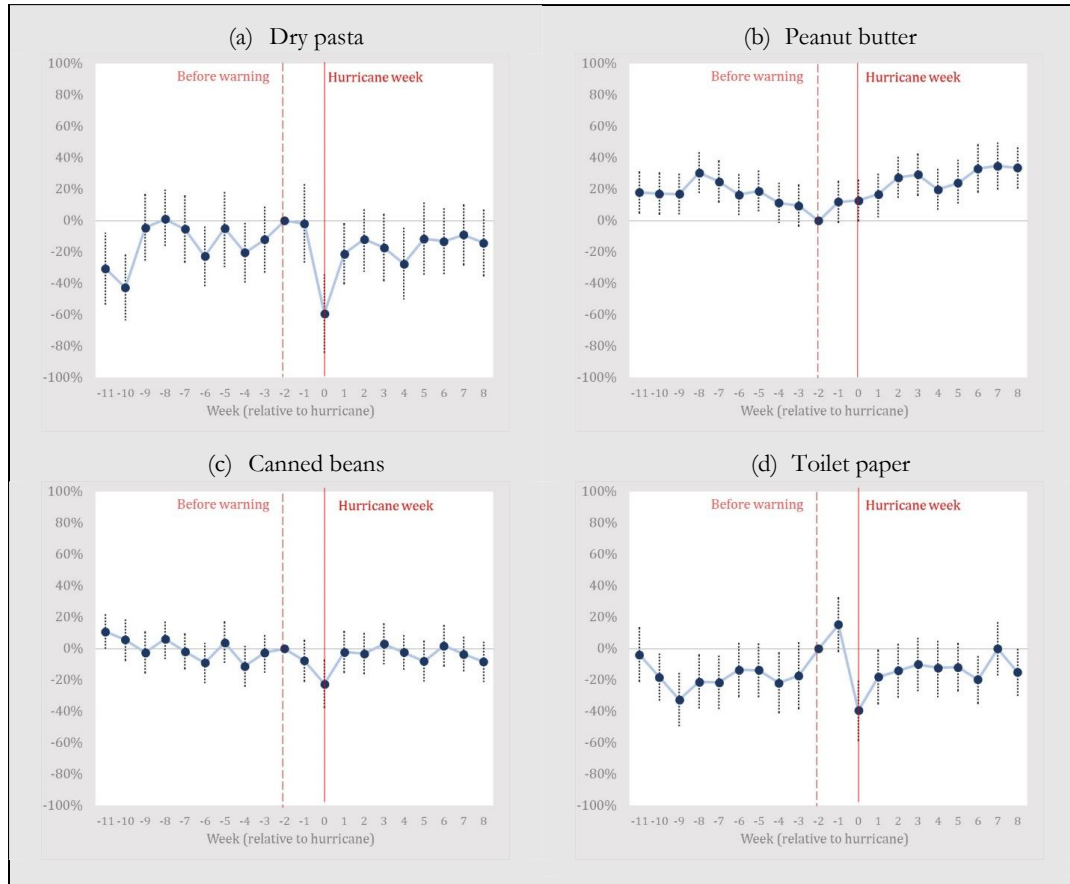 (a) Dry pasta
100%
80%
60%
40%
20%
0%
-20%
-40%
-60%
-80%
-100%
Before warning
Hurricane week
-11 -10 -9 -8 -7 -6 -5 -4 -3 -2 -1 0 1 2 3 4 5 6 7 8
Week (relative to hurricane)
(b) Peanut butter
100%
80%
60%
40%
20%
0%
-20%
-40%
-60%
-80%
-100%
Before warning
Hurricane week
-11 -10 -9 -8 -7 -6 -5 -4 -3 -2 -1 0 1 2 3 4 5 6 7 8
Week (relative to hurricane)
(c) Canned beans
100%
80%
60%
40%
20%
0%
-20%
-40%
-60%
-80%
-100%
Before warning
Hurricane week
-11 -10 -9 -8 -7 -6 -5 -4 -3 -2 -1 0 1 2 3 4 5 6 7 8
Week (relative to hurricane)
(d) Toilet paper
100%
80%
60%
40%
20%
0%
-20%
-40%
-60%
-80%
-100%
Before warning
Hurricane week
-11 -10 -9 -8 -7 -6 -5 -4 -3 -2 -1 0 1 2 3 4 5 6 7 8
Week (relative to hurricane)